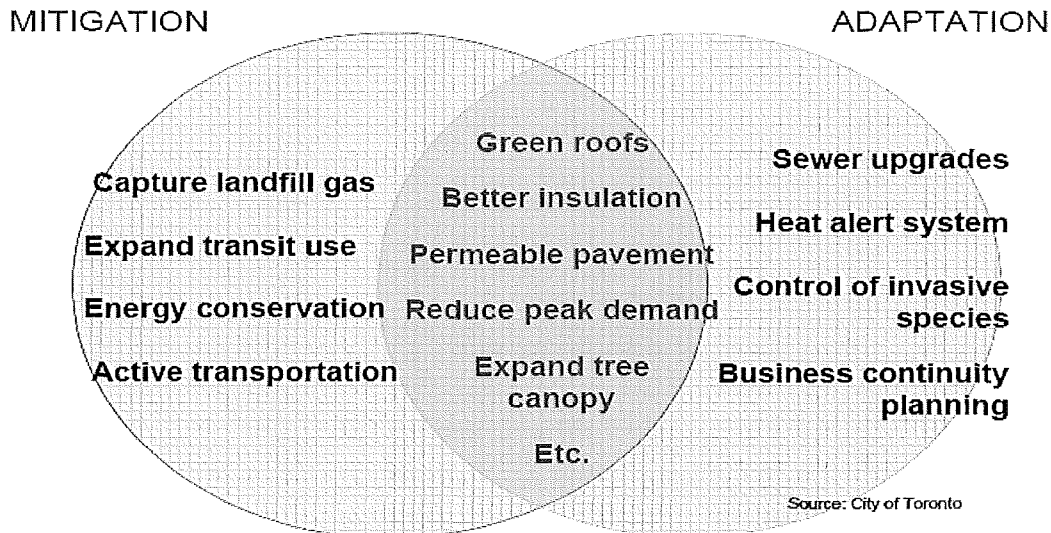 MITIGATION
ADAPTATION
Capture landfill gas
Expand transit use
Energy conservation
Active transportation
Green roofs
Better insulation
Permeable pavement
Reduce peak demand
Expand tree
canopy
Etc.
Sewer upgrades
Heat alert system
Control of invasive
species
Business continuity
planning
Source: City of Toronto